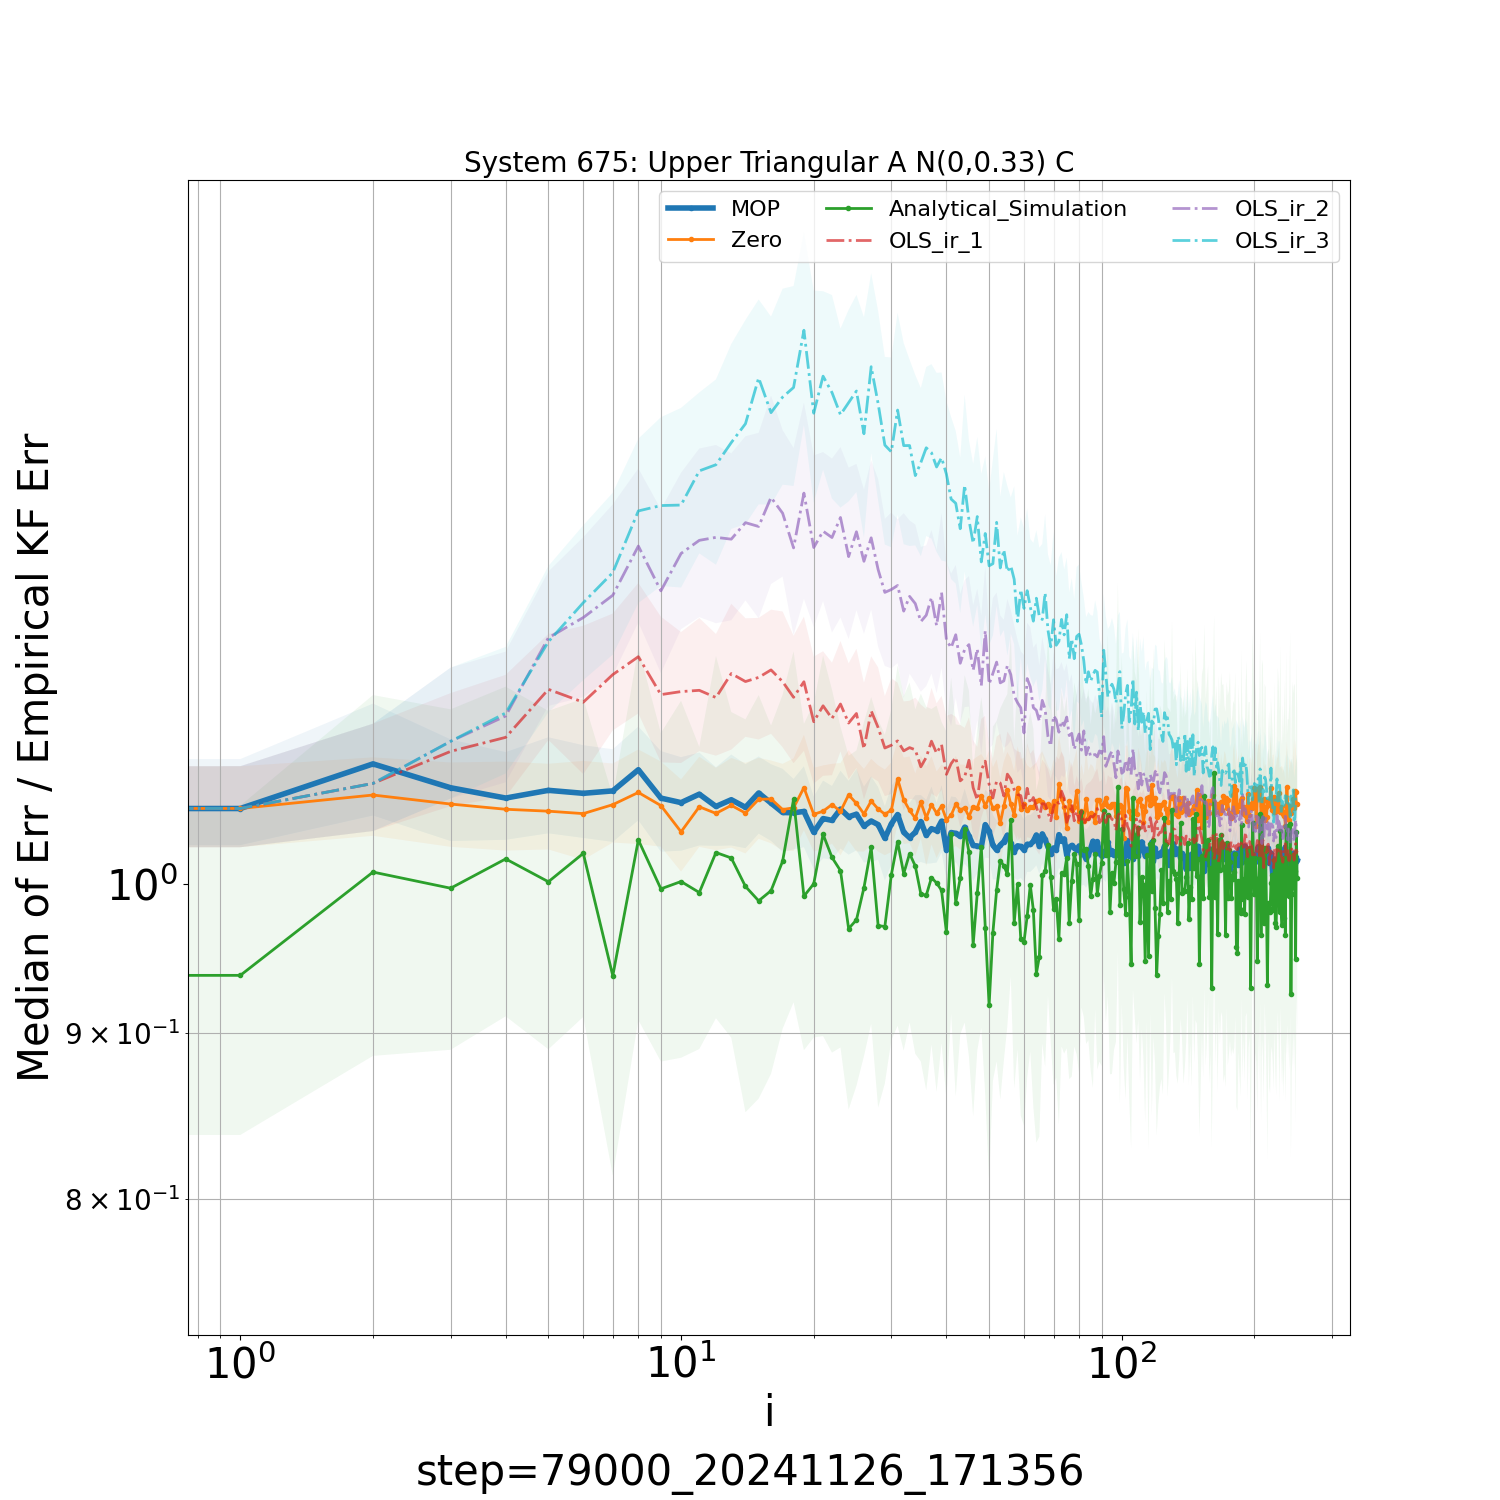 System 675: Upper Triangular A N(0,0.33) C
MOP
Zero
Analytical_Simulation
OLS_ir_1
OLS_ir_2
OLS_ir_3
Median of Err / Empirical KF Err
10⁰
9 × 10⁻¹
8 × 10⁻¹
10⁰ 10¹ 10²
i
step=79000_20241126_171356